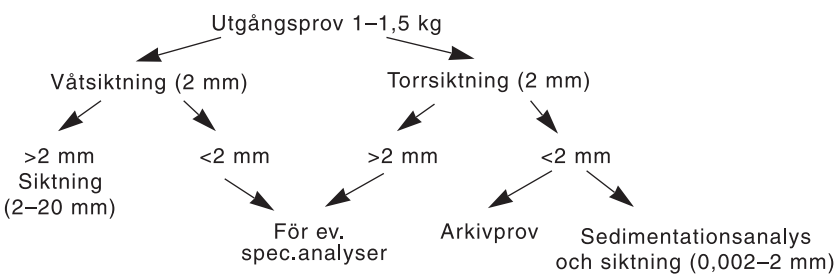 Utgångsprov 1–1,5 kg
Våtsiktning (2 mm)
Torrsiktning (2 mm)
>2 mm
Siktning
(2–20 mm)
<2 mm
>2 mm
<2 mm
För ev.
spec.analyser
Arkivprov
Sedimentationsanalys
och siktning (0,002–2 mm)